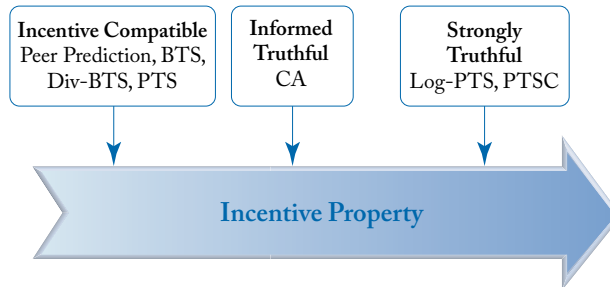 Incentive Compatible
Peer Prediction, BTS,
Div-BTS, PTS
Informed
Truthful
CA
Strongly
Truthful
Log-PTS, PTSC
Incentive Property